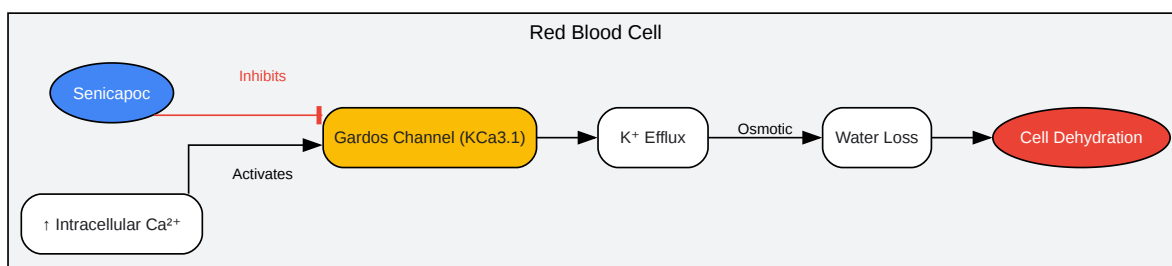 Red Blood Cell
Inhibits
Senicapoc
Gardos Channel (KCa3.1)
K⁺ Efflux
Osmotic
Water Loss
Cell Dehydration
Activates
↑ Intracellular Ca²⁺